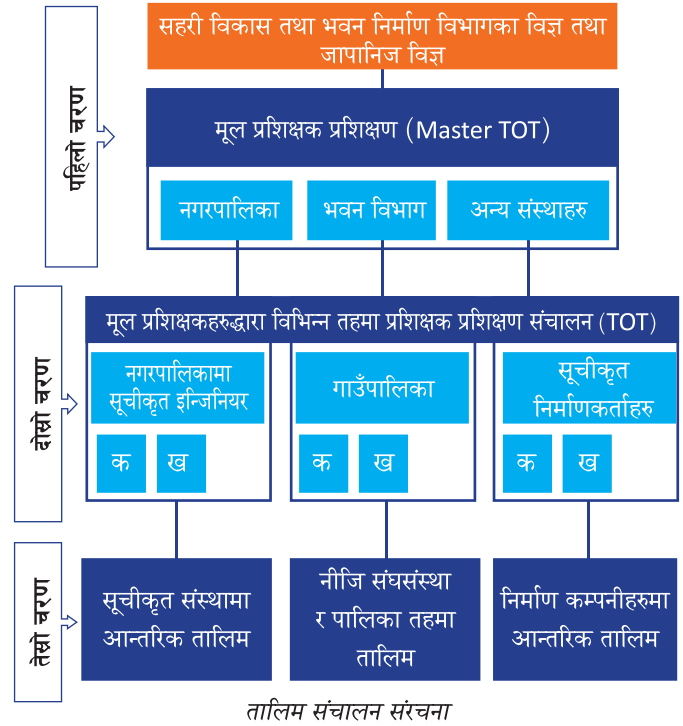 सहरी विकास तथा भवन निर्माण विभागका विज्ञ तथा
जापानिज विज्ञ
पहिलो चरण
मूल प्रशिक्षक प्रशिक्षण (Master TOT)
नगरपालिका
भवन विभाग
अन्य संस्थाहरु
दोस्रो चरण
मूल प्रशिक्षकहरुद्धारा विभिन्न तहमा प्रशिक्षक प्रशिक्षण संचालन (TOT)
नगरपालिकामा
सूचीकृत इन्जिनियर
क
ख
गाउँपालिका
क
ख
सूचीकृत
निर्माणकर्ताहरु
क
ख
तेस्रो चरण
सूचीकृत संस्थामा
आन्तरिक तालिम
नीजि संघसंस्था
र पालिका तहमा
तालिम
निर्माण कम्पनीहरुमा
आन्तरिक तालिम
तालिम संचालन संरचना